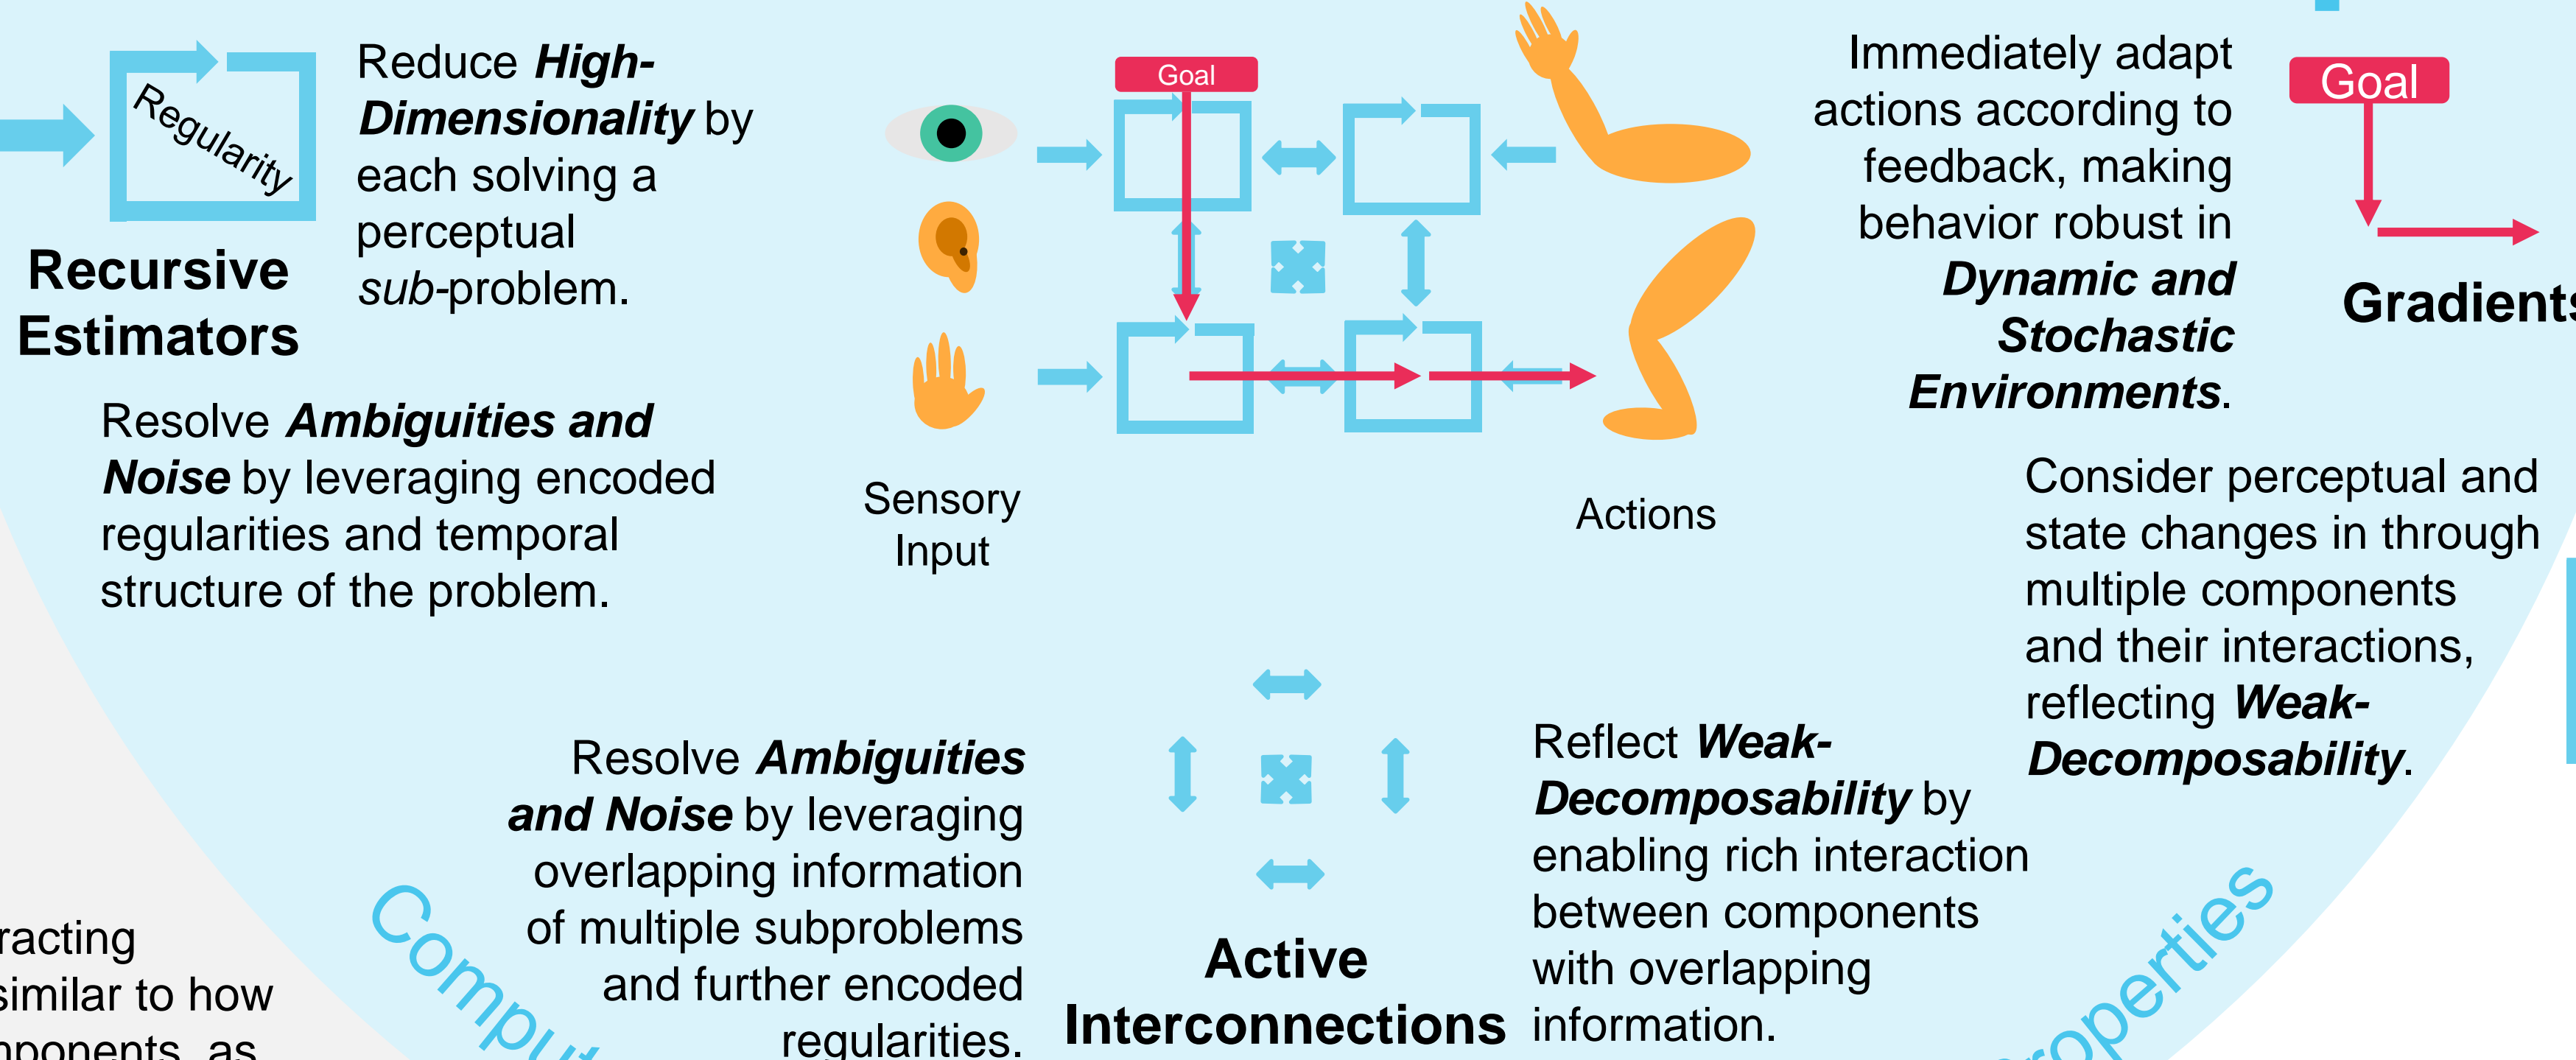 Regularity
Recursive
Estimators
Reduce High-
Dimensionality by
each solving a
perceptual
sub-problem.
Resolve Ambiguities and
Noise by leveraging encoded
regularities and temporal
structure of the problem.
Goal
Sensory
Input
Actions
Immediately adapt
actions according to
feedback, making
behavior robust in
Dynamic and
Stochastic
Environments.
Goal
Gradients
Consider perceptual and
state changes in through
multiple components
and their interactions,
reflecting Weak-
Decomposability.
Resolve Ambiguities
and Noise by leveraging
overlapping information
of multiple subproblems
and further encoded
regularities.
Active
Interconnections
Reflect Weak-
Decomposability by
enabling rich interaction
between components
with overlapping
information.
similar to how
as